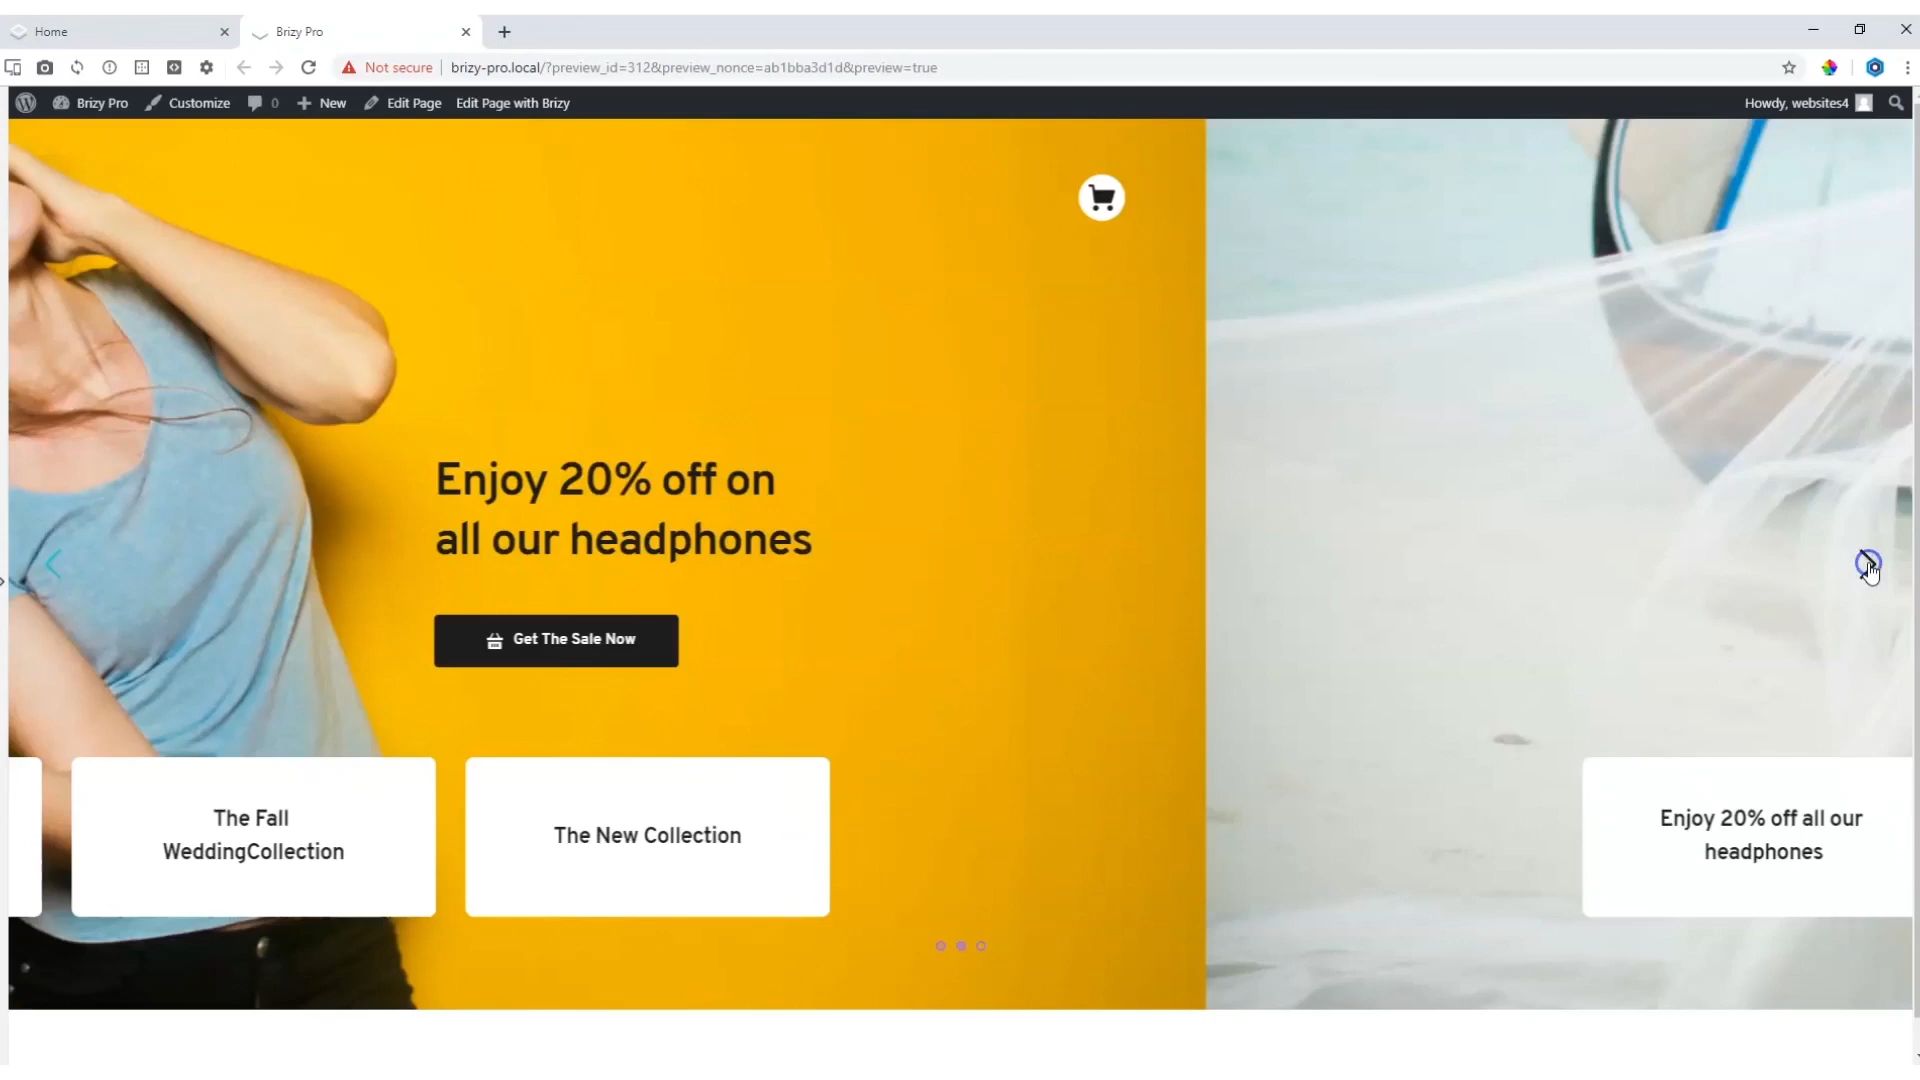 Home
Brizy Pro
Not secure
brizy-pro.local/?preview_id=312&preview_nonce=ab1bba3d1d&preview=true
Brizy Pro
Customize
0
New
Edit Page
Edit Page with Brizy
Howdy, websites4
Enjoy 20% off on
all our headphones
Get The Sale Now
The Fall
WeddingCollection
The New Collection
Enjoy 20% off all our
headphones